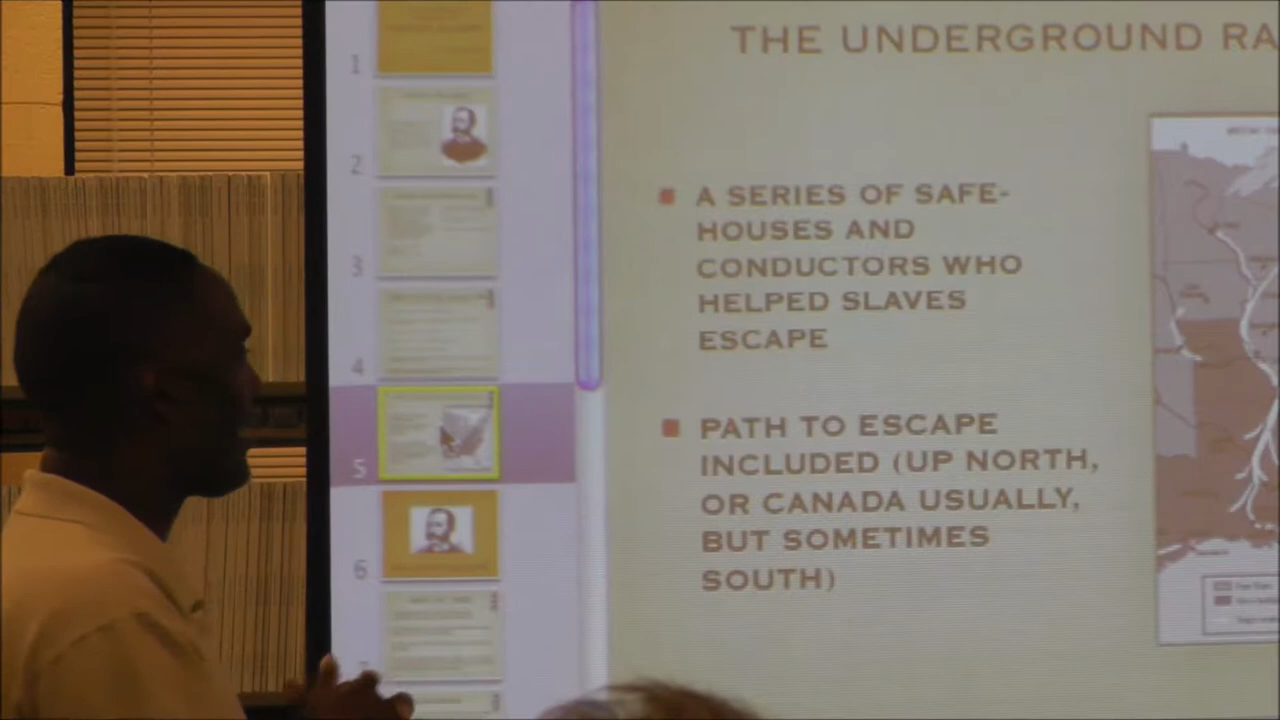 THE UNDERGROUND RA
A SERIES OF SAFE-
HOUSES AND
CONDUCTORS WHO
HELPED SLAVES
ESCAPE
PATH TO ESCAPE
INCLUDED (UP NORTH,
OR CANADA USUALLY,
BUT SOMETIMES
SOUTH)
1
2
3
4
5
6